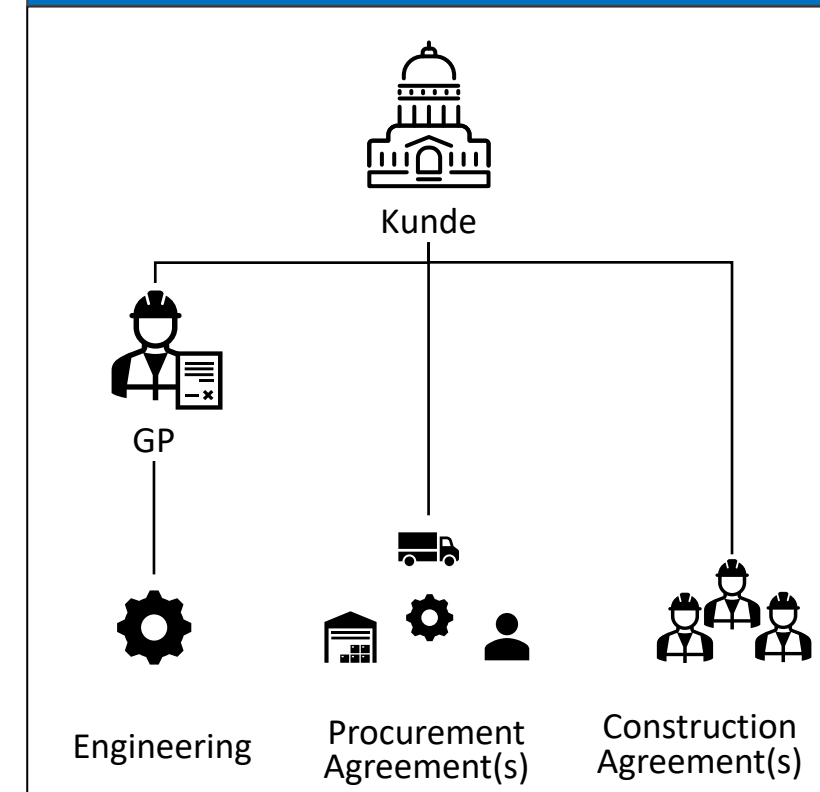 Kunde
GP
Engineering
Procurement
Agreement(s)
Construction
Agreement(s)